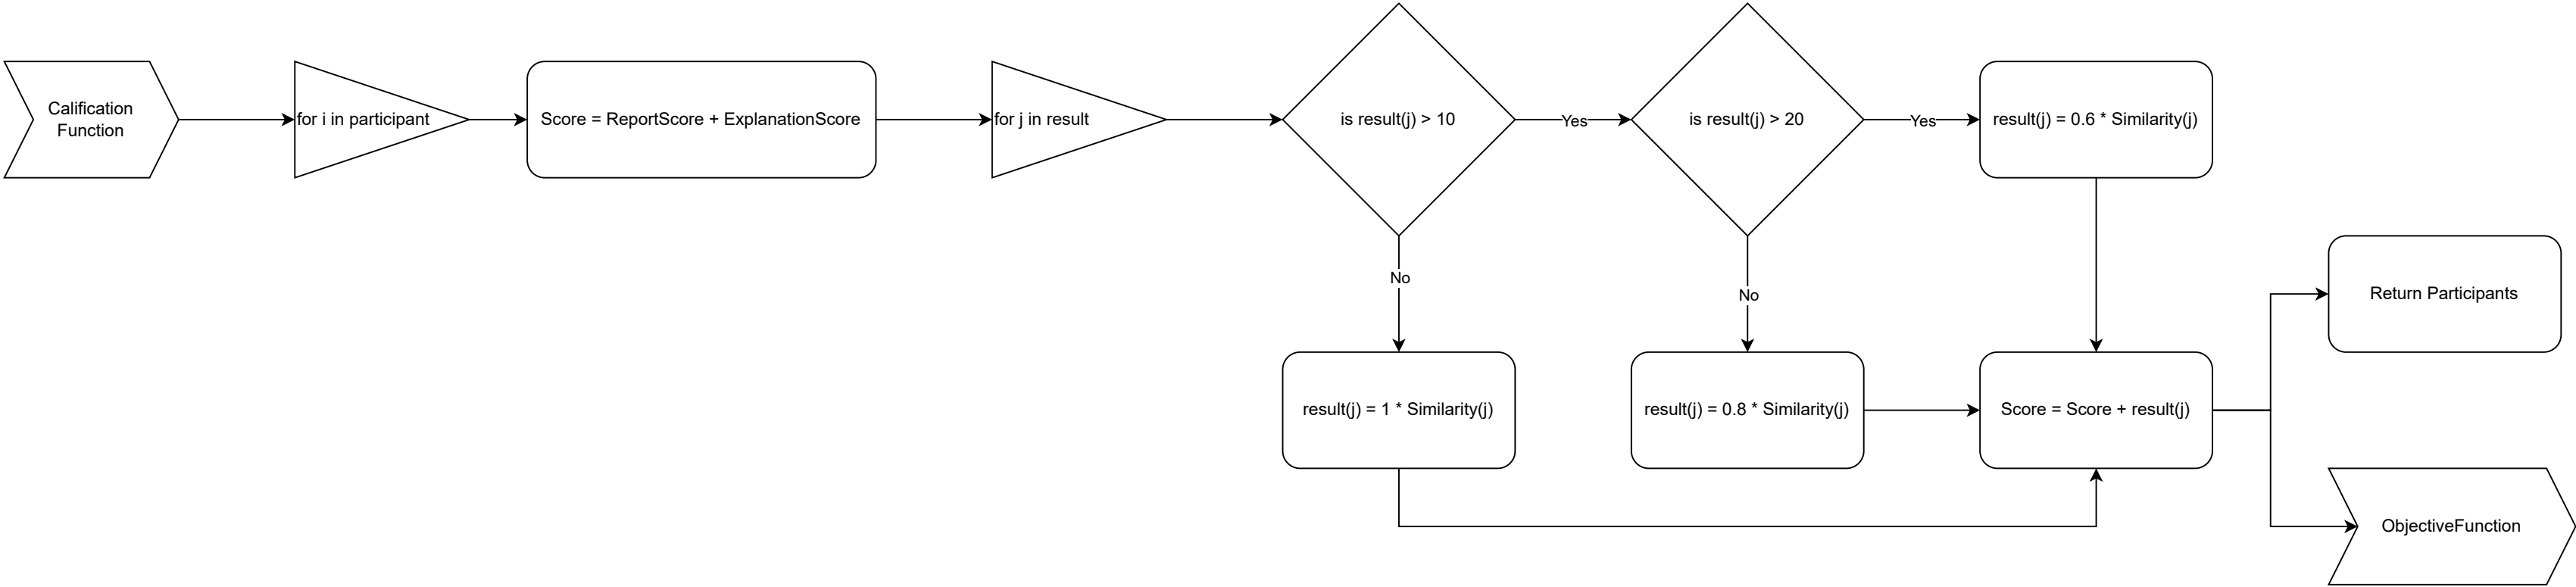 Calification
Function
for i in participant
Score = ReportScore + ExplanationScore
for j in result
is result(j) > 10
Yes
is result(j) > 20
Yes
result(j) = 0.6 * Similarity(j)
No
No
Return Participants
result(j) = 1 * Similarity(j)
result(j) = 0.8 * Similarity(j)
Score = Score + result(j)
ObjectiveFunction